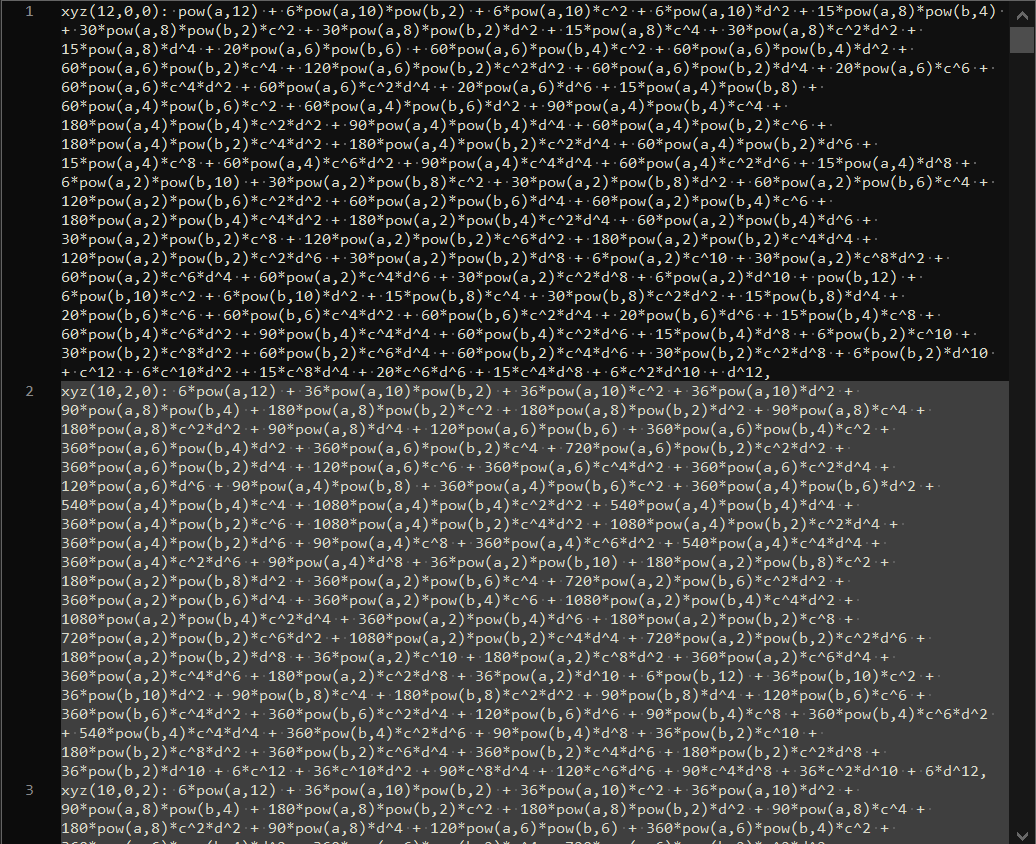 1 xyz(12,0,0): pow(a,12) + 6*pow(a,10)*pow(b,2) + 6*pow(a,10)*c^2 + 6*pow(a,10)*d^2 + 15*pow(a,8)*pow(b,4)
+ 30*pow(a,8)*pow(b,2)*c^2 + 30*pow(a,8)*pow(b,2)*d^2 + 15*pow(a,8)*c^4 + 30*pow(a,8)*c^2*d^2 +
15*pow(a,8)*d^4 + 20*pow(a,6)*pow(b,6) + 60*pow(a,6)*pow(b,4)*c^2 + 60*pow(a,6)*pow(b,4)*d^2 +
60*pow(a,6)*pow(b,2)*c^4 + 120*pow(a,6)*pow(b,2)*c^2*d^2 + 60*pow(a,6)*pow(b,2)*d^4 + 20*pow(a,6)*c^6 +
60*pow(a,6)*c^4*d^2 + 60*pow(a,6)*c^2*d^4 + 20*pow(a,6)*d^6 + 15*pow(a,4)*pow(b,8) +
60*pow(a,4)*pow(b,6)*c^2 + 60*pow(a,4)*pow(b,6)*d^2 + 90*pow(a,4)*pow(b,4)*c^4 +
180*pow(a,4)*pow(b,4)*c^2*d^2 + 90*pow(a,4)*pow(b,4)*d^4 + 60*pow(a,4)*pow(b,2)*c^6 +
180*pow(a,4)*pow(b,2)*c^4*d^2 + 180*pow(a,4)*pow(b,2)*c^2*d^4 + 60*pow(a,4)*pow(b,2)*d^6 +
15*pow(a,4)*c^8 + 60*pow(a,4)*c^6*d^2 + 90*pow(a,4)*c^4*d^4 + 60*pow(a,4)*c^2*d^6 + 15*pow(a,4)*d^8 +
6*pow(a,2)*pow(b,10) + 30*pow(a,2)*pow(b,8)*c^2 + 30*pow(a,2)*pow(b,8)*d^2 + 60*pow(a,2)*pow(b,6)*c^4 +
120*pow(a,2)*pow(b,6)*c^2*d^2 + 60*pow(a,2)*pow(b,6)*d^4 + 60*pow(a,2)*pow(b,4)*c^6 +
180*pow(a,2)*pow(b,4)*c^4*d^2 + 180*pow(a,2)*pow(b,4)*c^2*d^4 + 60*pow(a,2)*pow(b,4)*d^6 +
30*pow(a,2)*pow(b,2)*c^8 + 120*pow(a,2)*pow(b,2)*c^6*d^2 + 180*pow(a,2)*pow(b,2)*c^4*d^4 +
120*pow(a,2)*pow(b,2)*c^2*d^6 + 30*pow(a,2)*pow(b,2)*d^8 + 6*pow(a,2)*c^10 + 30*pow(a,2)*c^8*d^2 +
60*pow(a,2)*c^6*d^4 + 60*pow(a,2)*c^4*d^6 + 30*pow(a,2)*c^2*d^8 + 6*pow(a,2)*d^10 + pow(b,12) +
6*pow(b,10)*c^2 + 6*pow(b,10)*d^2 + 15*pow(b,8)*c^4 + 30*pow(b,8)*c^2*d^2 + 15*pow(b,8)*d^4 +
20*pow(b,6)*c^6 + 60*pow(b,6)*c^4*d^2 + 60*pow(b,6)*c^2*d^4 + 20*pow(b,6)*d^6 + 15*pow(b,4)*c^8 +
60*pow(b,4)*c^6*d^2 + 90*pow(b,4)*c^4*d^4 + 60*pow(b,4)*c^2*d^6 + 15*pow(b,4)*d^8 + 6*pow(b,2)*c^10 +
30*pow(b,2)*c^8*d^2 + 60*pow(b,2)*c^6*d^4 + 60*pow(b,2)*c^4*d^6 + 30*pow(b,2)*c^2*d^8 + 6*pow(b,2)*d^10
+ c^12 + 6*c^10*d^2 + 15*c^8*d^4 + 20*c^6*d^6 + 15*c^4*d^8 + 6*c^2*d^10 + d^12,
2 xyz(10,2,0): 6*pow(a,12) + 36*pow(a,10)*pow(b,2) + 36*pow(a,10)*c^2 + 36*pow(a,10)*d^2 +
90*pow(a,8)*pow(b,4) + 180*pow(a,8)*pow(b,2)*c^2 + 180*pow(a,8)*pow(b,2)*d^2 + 90*pow(a,8)*c^4 +
180*pow(a,8)*c^2*d^2 + 90*pow(a,8)*d^4 + 120*pow(a,6)*pow(b,6) + 360*pow(a,6)*pow(b,4)*c^2 +
360*pow(a,6)*pow(b,4)*d^2 + 360*pow(a,6)*pow(b,2)*c^4 + 720*pow(a,6)*pow(b,2)*c^2*d^2 +
360*pow(a,6)*pow(b,2)*d^4 + 120*pow(a,6)*c^6 + 360*pow(a,6)*c^4*d^2 + 360*pow(a,6)*c^2*d^4 +
120*pow(a,6)*d^6 + 90*pow(a,4)*pow(b,8) + 360*pow(a,4)*pow(b,6)*c^2 + 360*pow(a,4)*pow(b,6)*d^2 +
540*pow(a,4)*pow(b,4)*c^4 + 1080*pow(a,4)*pow(b,4)*c^2*d^2 + 540*pow(a,4)*pow(b,4)*d^4 +
360*pow(a,4)*pow(b,2)*c^6 + 1080*pow(a,4)*pow(b,2)*c^4*d^2 + 1080*pow(a,4)*pow(b,2)*c^2*d^4 +
360*pow(a,4)*pow(b,2)*d^6 + 90*pow(a,4)*c^8 + 360*pow(a,4)*c^6*d^2 + 540*pow(a,4)*c^4*d^4 +
360*pow(a,4)*c^2*d^6 + 90*pow(a,4)*d^8 + 36*pow(a,2)*pow(b,10) + 180*pow(a,2)*pow(b,8)*c^2 +
180*pow(a,2)*pow(b,8)*d^2 + 360*pow(a,2)*pow(b,6)*c^4 + 720*pow(a,2)*pow(b,6)*c^2*d^2 +
360*pow(a,2)*pow(b,6)*d^4 + 360*pow(a,2)*pow(b,4)*c^6 + 1080*pow(a,2)*pow(b,4)*c^4*d^2 +
1080*pow(a,2)*pow(b,4)*c^2*d^4 + 360*pow(a,2)*pow(b,4)*d^6 + 180*pow(a,2)*pow(b,2)*c^8 +
720*pow(a,2)*pow(b,2)*c^6*d^2 + 1080*pow(a,2)*pow(b,2)*c^4*d^4 + 720*pow(a,2)*pow(b,2)*c^2*d^6 +
180*pow(a,2)*pow(b,2)*d^8 + 36*pow(a,2)*c^10 + 180*pow(a,2)*c^8*d^2 + 360*pow(a,2)*c^6*d^4 +
360*pow(a,2)*c^4*d^6 + 180*pow(a,2)*c^2*d^8 + 36*pow(a,2)*d^10 + 6*pow(b,12) + 36*pow(b,10)*c^2 +
36*pow(b,10)*d^2 + 90*pow(b,8)*c^4 + 180*pow(b,8)*c^2*d^2 + 90*pow(b,8)*d^4 + 120*pow(b,6)*c^6 +
360*pow(b,6)*c^4*d^2 + 360*pow(b,6)*c^2*d^4 + 120*pow(b,6)*d^6 + 90*pow(b,4)*c^8 + 360*pow(b,4)*c^6*d^2
+ 540*pow(b,4)*c^4*d^4 + 360*pow(b,4)*c^2*d^6 + 90*pow(b,4)*d^8 + 36*pow(b,2)*c^10 +
180*pow(b,2)*c^8*d^2 + 360*pow(b,2)*c^6*d^4 + 360*pow(b,2)*c^4*d^6 + 180*pow(b,2)*c^2*d^8 +
36*pow(b,2)*d^10 + 6*c^12 + 36*c^10*d^2 + 90*c^8*d^4 + 120*c^6*d^6 + 90*c^4*d^8 + 36*c^2*d^10 + 6*d^12,
3 xyz(10,0,2): 6*pow(a,12) + 36*pow(a,10)*pow(b,2) + 36*pow(a,10)*c^2 + 36*pow(a,10)*d^2 +
90*pow(a,8)*pow(b,4) + 180*pow(a,8)*pow(b,2)*c^2 + 180*pow(a,8)*pow(b,2)*d^2 + 90*pow(a,8)*c^4 +
180*pow(a,8)*c^2*d^2 + 90*pow(a,8)*d^4 + 120*pow(a,6)*pow(b,6) + 360*pow(a,6)*pow(b,4)*c^2 +